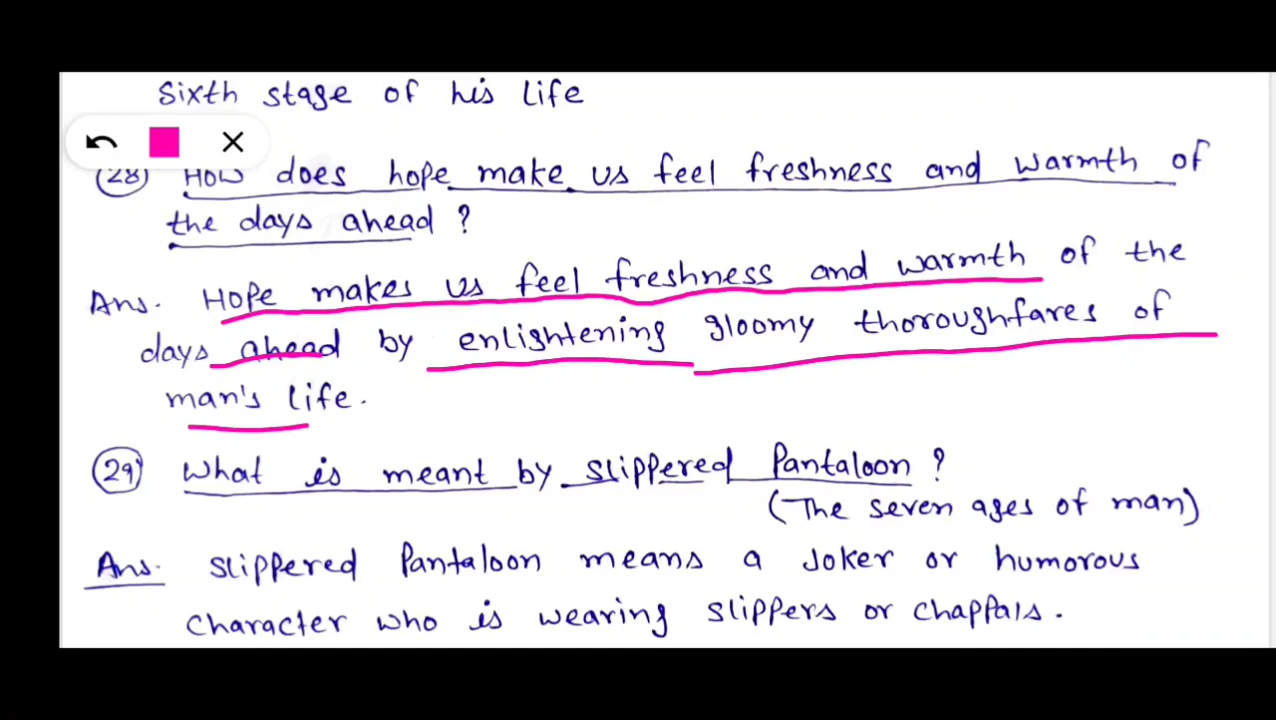 Sixth stage of his life
(28) How does hope make us feel freshness and warmth of
the days ahead ?
Ans. Hope makes us feel freshness and warmth of the
days ahead by enlightening gloomy thoroughfares of
man's life.
(29) What is meant by slippered Pantaloon ?
(The seven ages of man)
Ans. Slippered Pantaloon means a Joker or humorous
character who is wearing slippers or chappals.